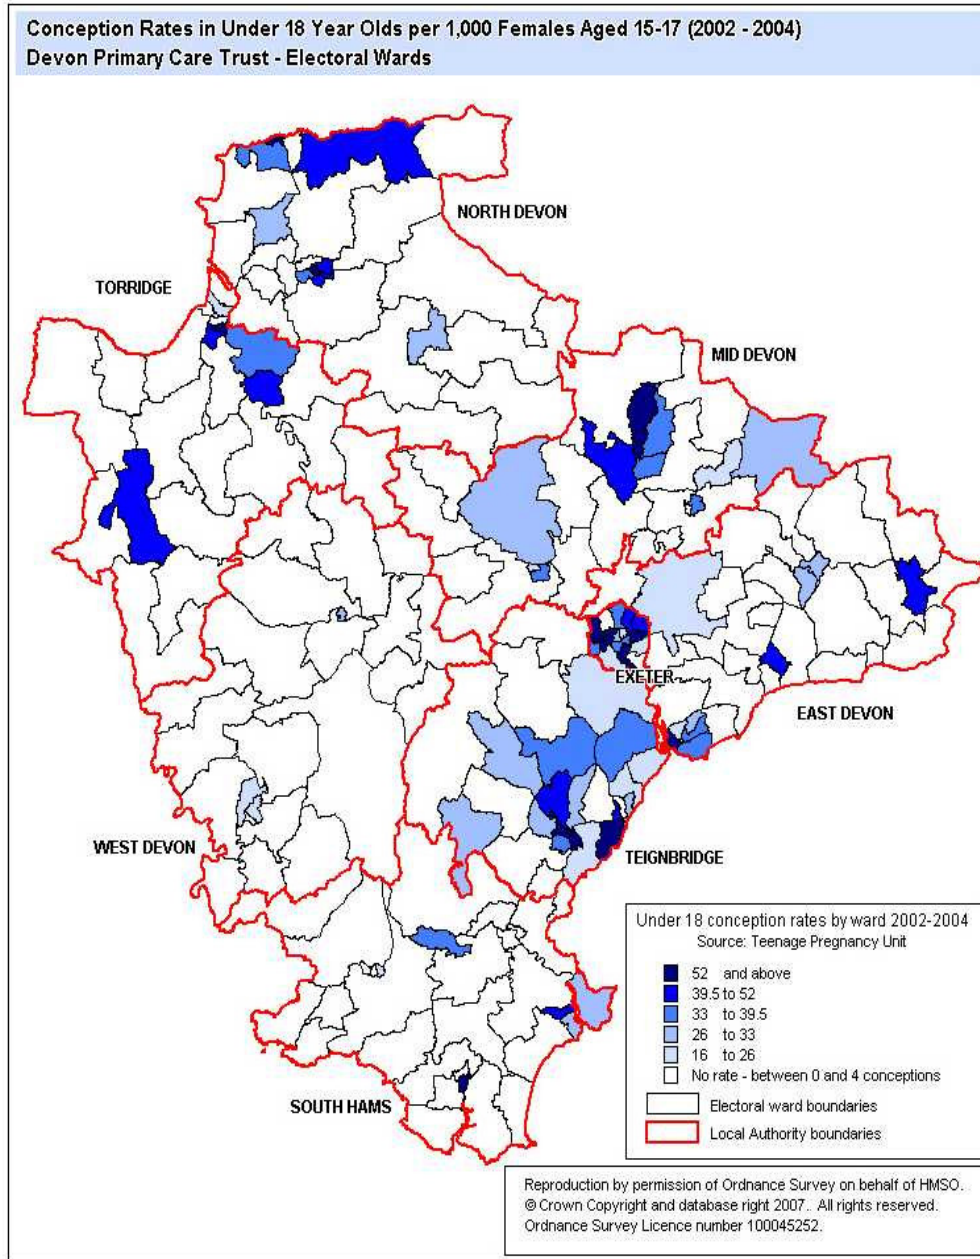 Conception Rates in Under 18 Year Olds per 1,000 Females Aged 15-17 (2002 - 2004)
Devon Primary Care Trust - Electoral Wards
NORTH DEVON
TORRIDGE
MID DEVON
EXETER
EAST DEVON
WEST DEVON
TEIGNBRIDGE
SOUTH HAMS
Under 18 conception rates by ward 2002-2004
Source: Teenage Pregnancy Unit
52 and above
39.5 to 52
33 to 39.5
26 to 33
16 to 26
No rate - between 0 and 4 conceptions
Electoral ward boundaries
Local Authority boundaries
Reproduction by permission of Ordnance Survey on behalf of HMSO.
© Crown Copyright and database right 2007. All rights reserved.
Ordnance Survey Licence number 100045252.